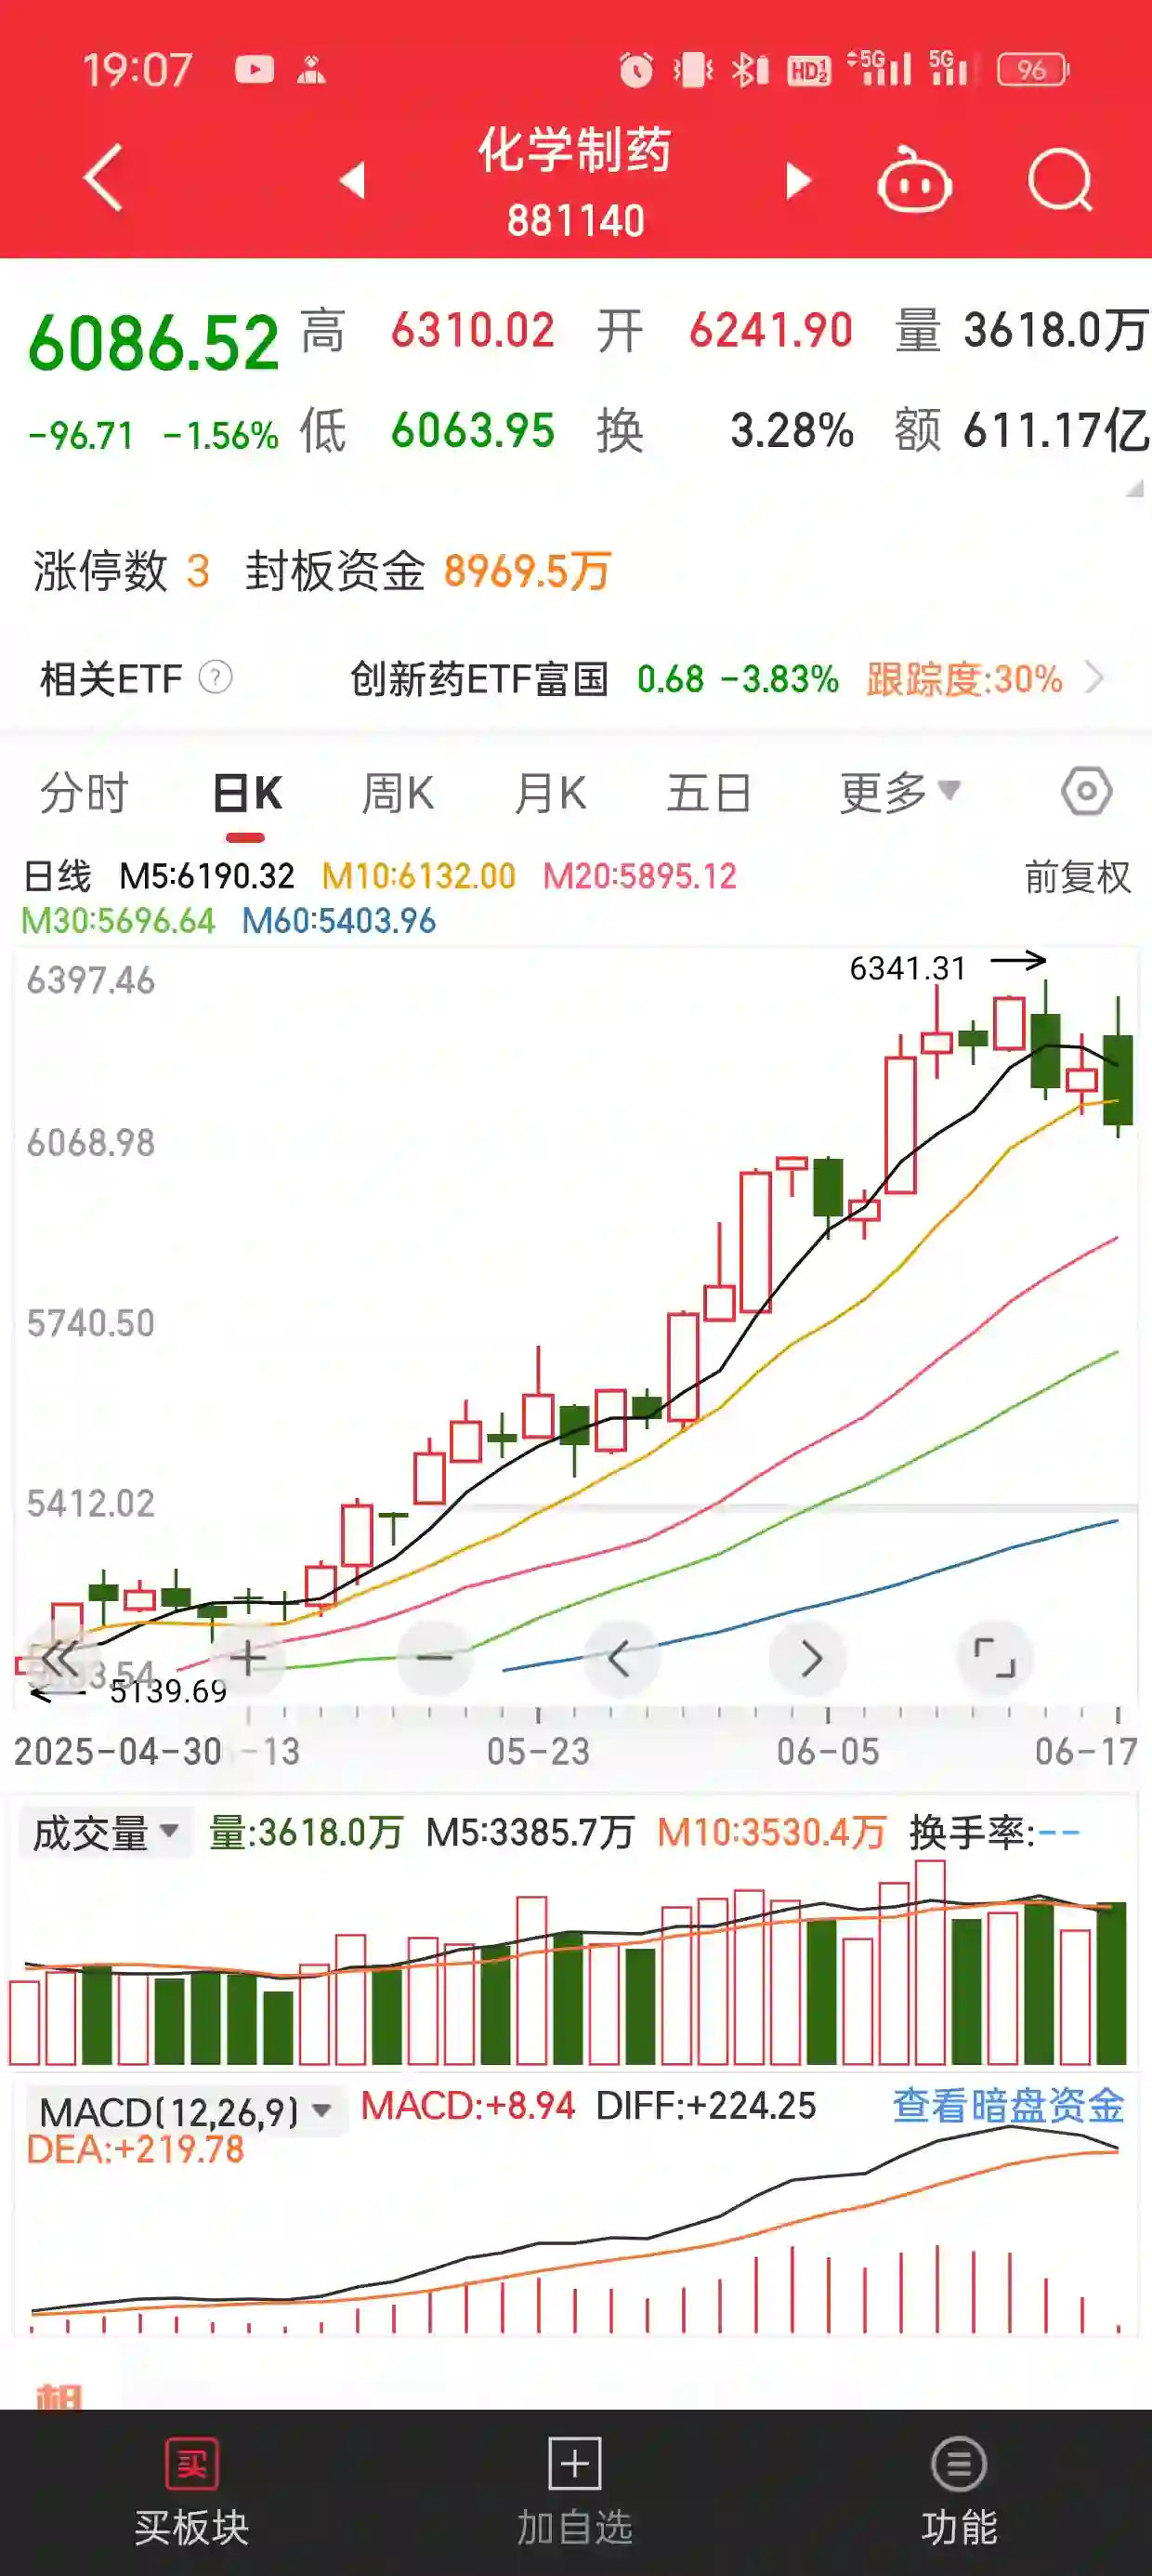 19:07 HD 1 2 5G 5G 96
化学制药
881140
6086.52 高 6310.02 开 6241.90 量 3618.0万
-96.71 -1.56% 低 6063.95 换 3.28% 额 611.17亿
涨停数 3 封板资金 8969.5万
相关ETF ? 创新药ETF富国 0.68 -3.83% 跟踪度:30%
分时 日K 周K 月K 五日 更多
日线 M5:6190.32 M10:6132.00 M20:5895.12 前复权
M30:5696.64 M60:5403.96
6397.46
6341.31
6068.98
5740.50
5412.02
5139.69
2025-04-30 -13 05-23 06-05 06-17
成交量 量:3618.0万 M5:3385.7万 M10:3530.4万 换手率:--
MACD(12,26,9) MACD:+8.94 DIFF:+224.25 查看暗盘资金
DEA:+219.78
买
买板块 加自选 功能